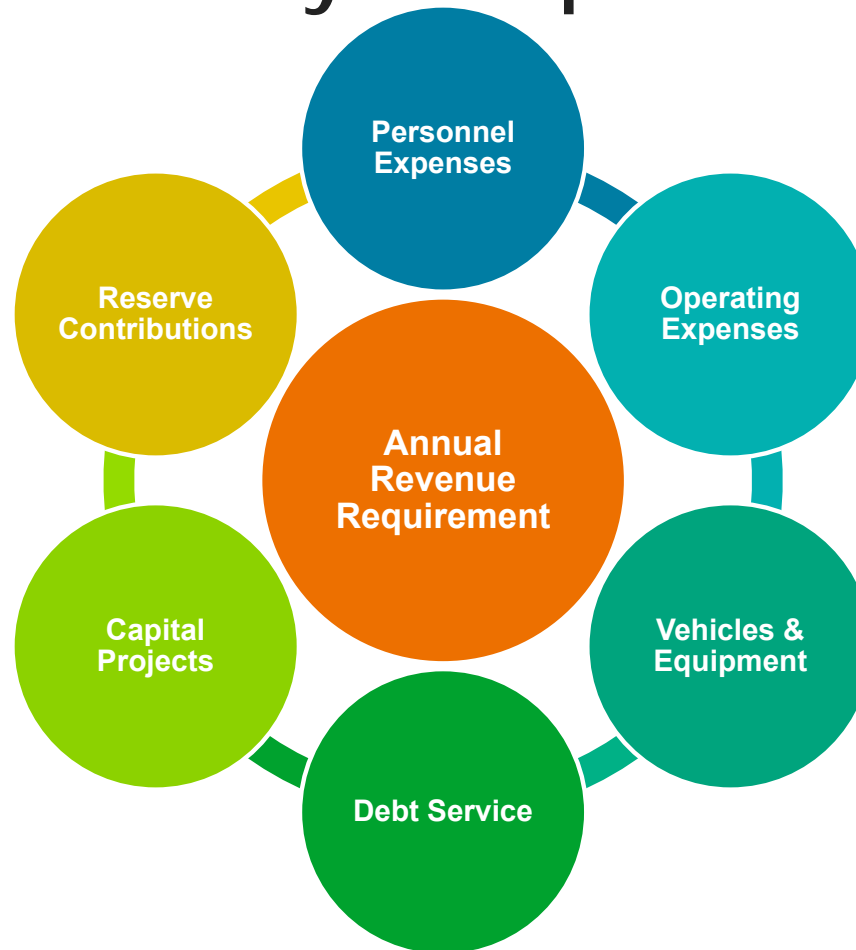 Personnel
Expenses
Operating
Expenses
Vehicles &
Equipment
Debt Service
Capital
Projects
Reserve
Contributions
Annual
Revenue
Requirement